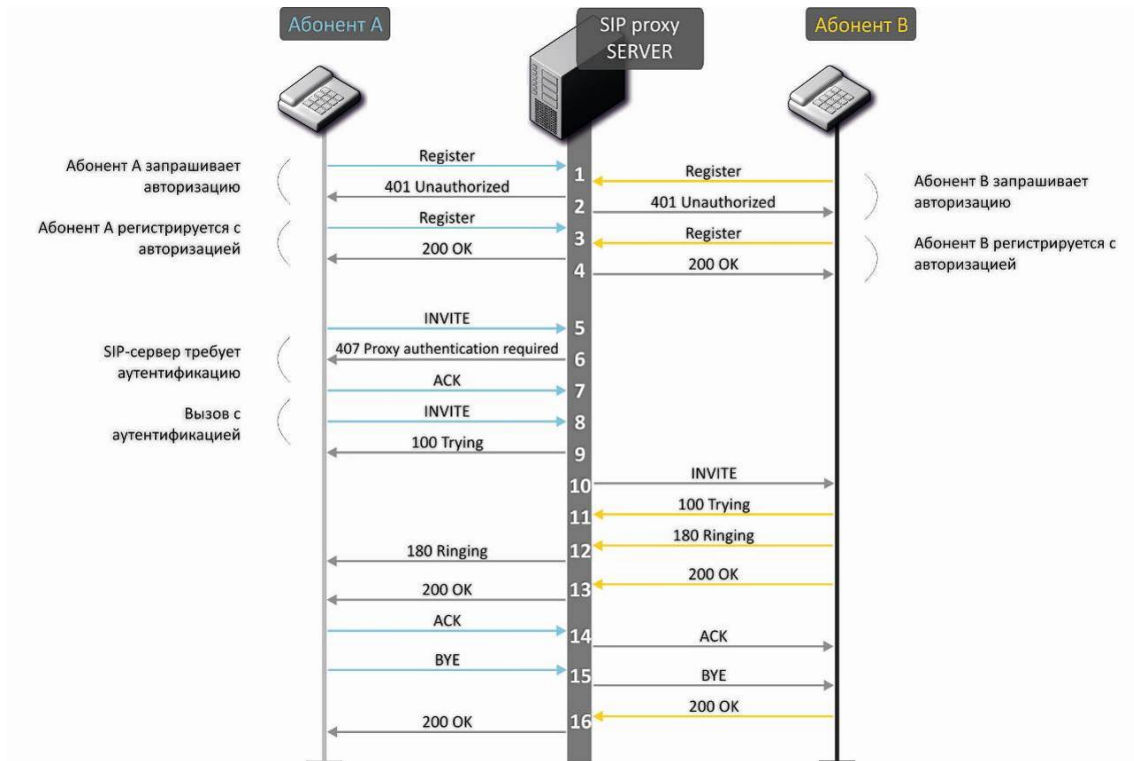 Абонент A
SIP proxy
SERVER
Абонент B
Абонент A запрашивает
авторизацию
Register
1
Register
Абонент B запрашивает
авторизацию
401 Unauthorized
2
401 Unauthorized
Абонент A регистрируется с
авторизацией
Register
3
Register
Абонент B регистрируется с
авторизацией
200 OK
4
200 OK
INVITE
5
SIP-сервер требует
аутентификацию
407 Proxy authentication required
6
ACK
7
Вызов с
аутентификацией
INVITE
8
100 Trying
9
INVITE
10
100 Trying
11
180 Ringing
12
180 Ringing
200 OK
13
200 OK
ACK
14
ACK
BYE
15
BYE
200 OK
16
200 OK